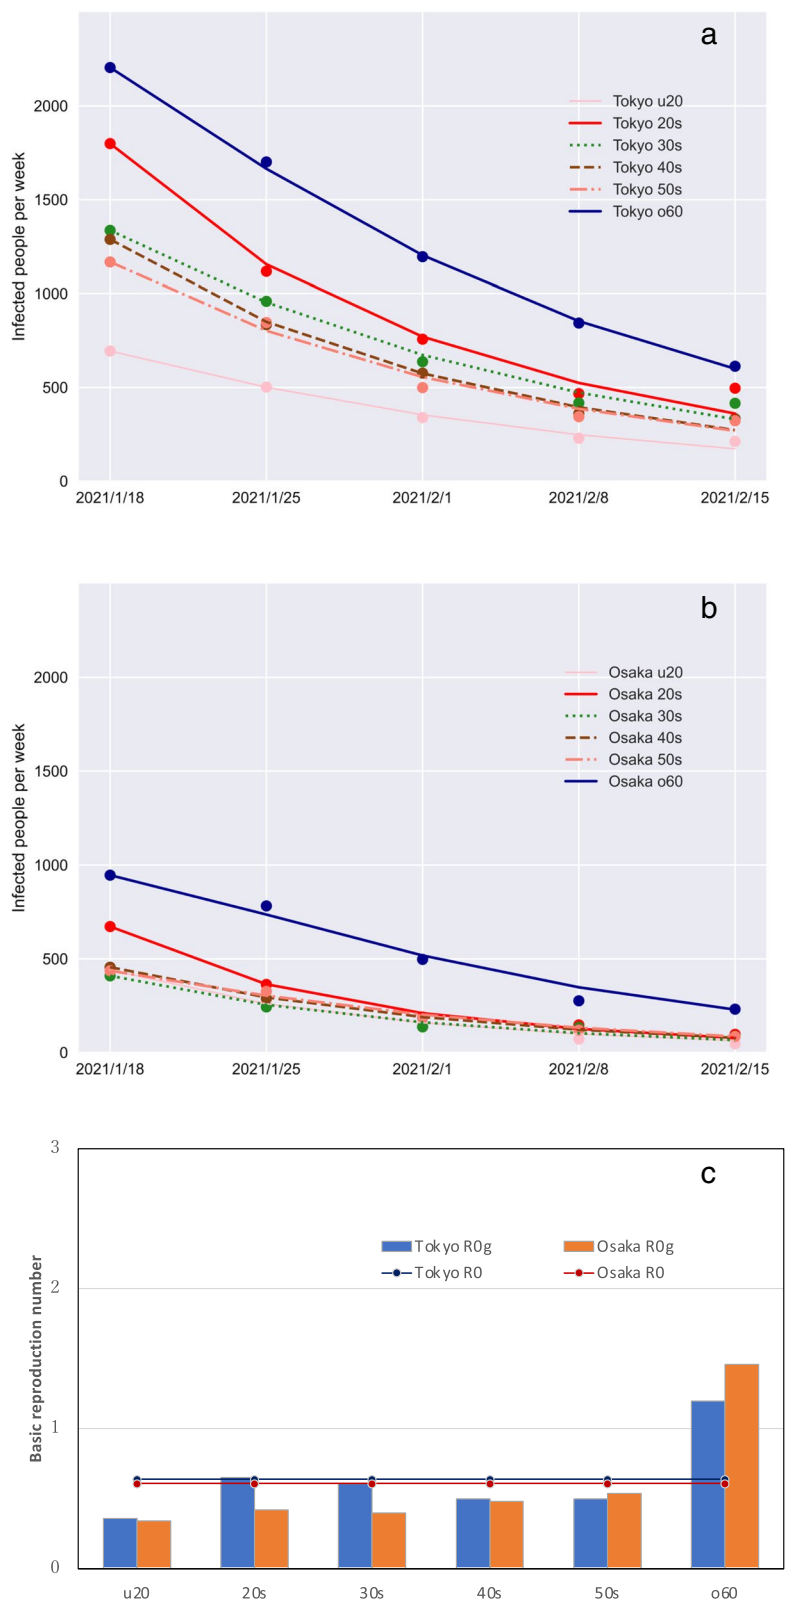 a
2000
1500
1000
500
0
Infected people per week
Tokyo u20
Tokyo 20s
Tokyo 30s
Tokyo 40s
Tokyo 50s
Tokyo o60
2021/1/18 2021/1/25 2021/2/1 2021/2/8 2021/2/15
b
2000
1500
1000
500
0
Infected people per week
Osaka u20
Osaka 20s
Osaka 30s
Osaka 40s
Osaka 50s
Osaka o60
2021/1/18 2021/1/25 2021/2/1 2021/2/8 2021/2/15
c
3
2
1
0
Basic reproduction number
Tokyo R0g Osaka R0g
Tokyo R0 Osaka R0
u20 20s 30s 40s 50s o60